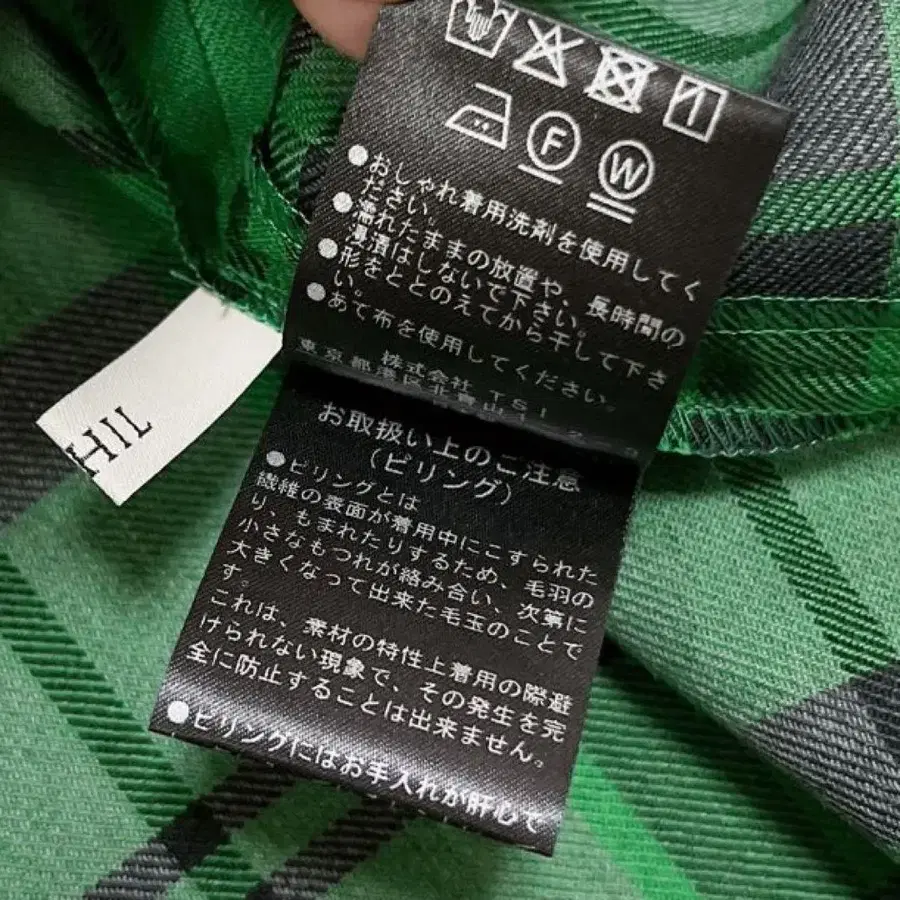 F
W
●おしゃれ着用洗剤を使用してく
ださい。
●濡れたままの放置や、長時間の
浸漬はしないで下さい。
●形をととのえてから干して下さ
い。
●あて布を使用してください。
株式会社 TSI
東京都港区北青山1
お取扱い上のご注意
(ピリング)
●ピリングとは
繊維の表面が着用中にこすられた
り、もまれたりするため、毛羽の
小さなもつれが絡み合い、次第に
大きくなって出来た毛玉のことで
す。
これは、素材の特性上着用の際避
けられない現象で、その発生を完
全に防止することは出来ません。
●ピリングにはお手入れが肝心で
HIL